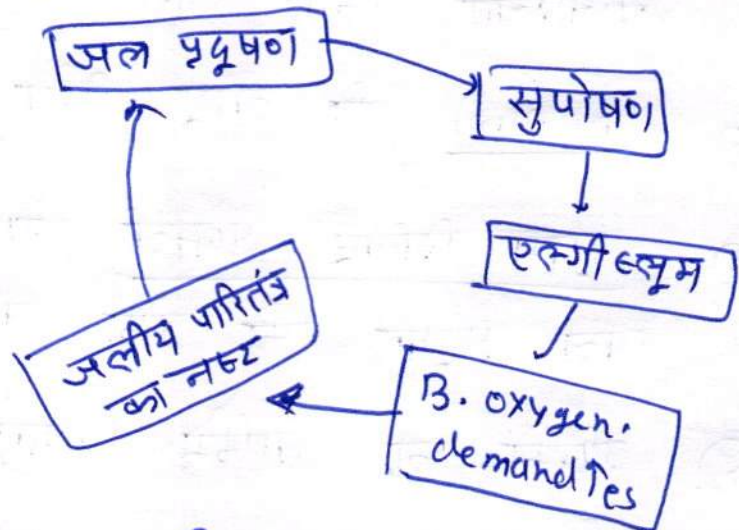 जल प्रदूषण
सुपोषण
एल्गी ब्लूम
B. oxygen.
demand ↑es
जलीय पारितंत्र
का नष्ट